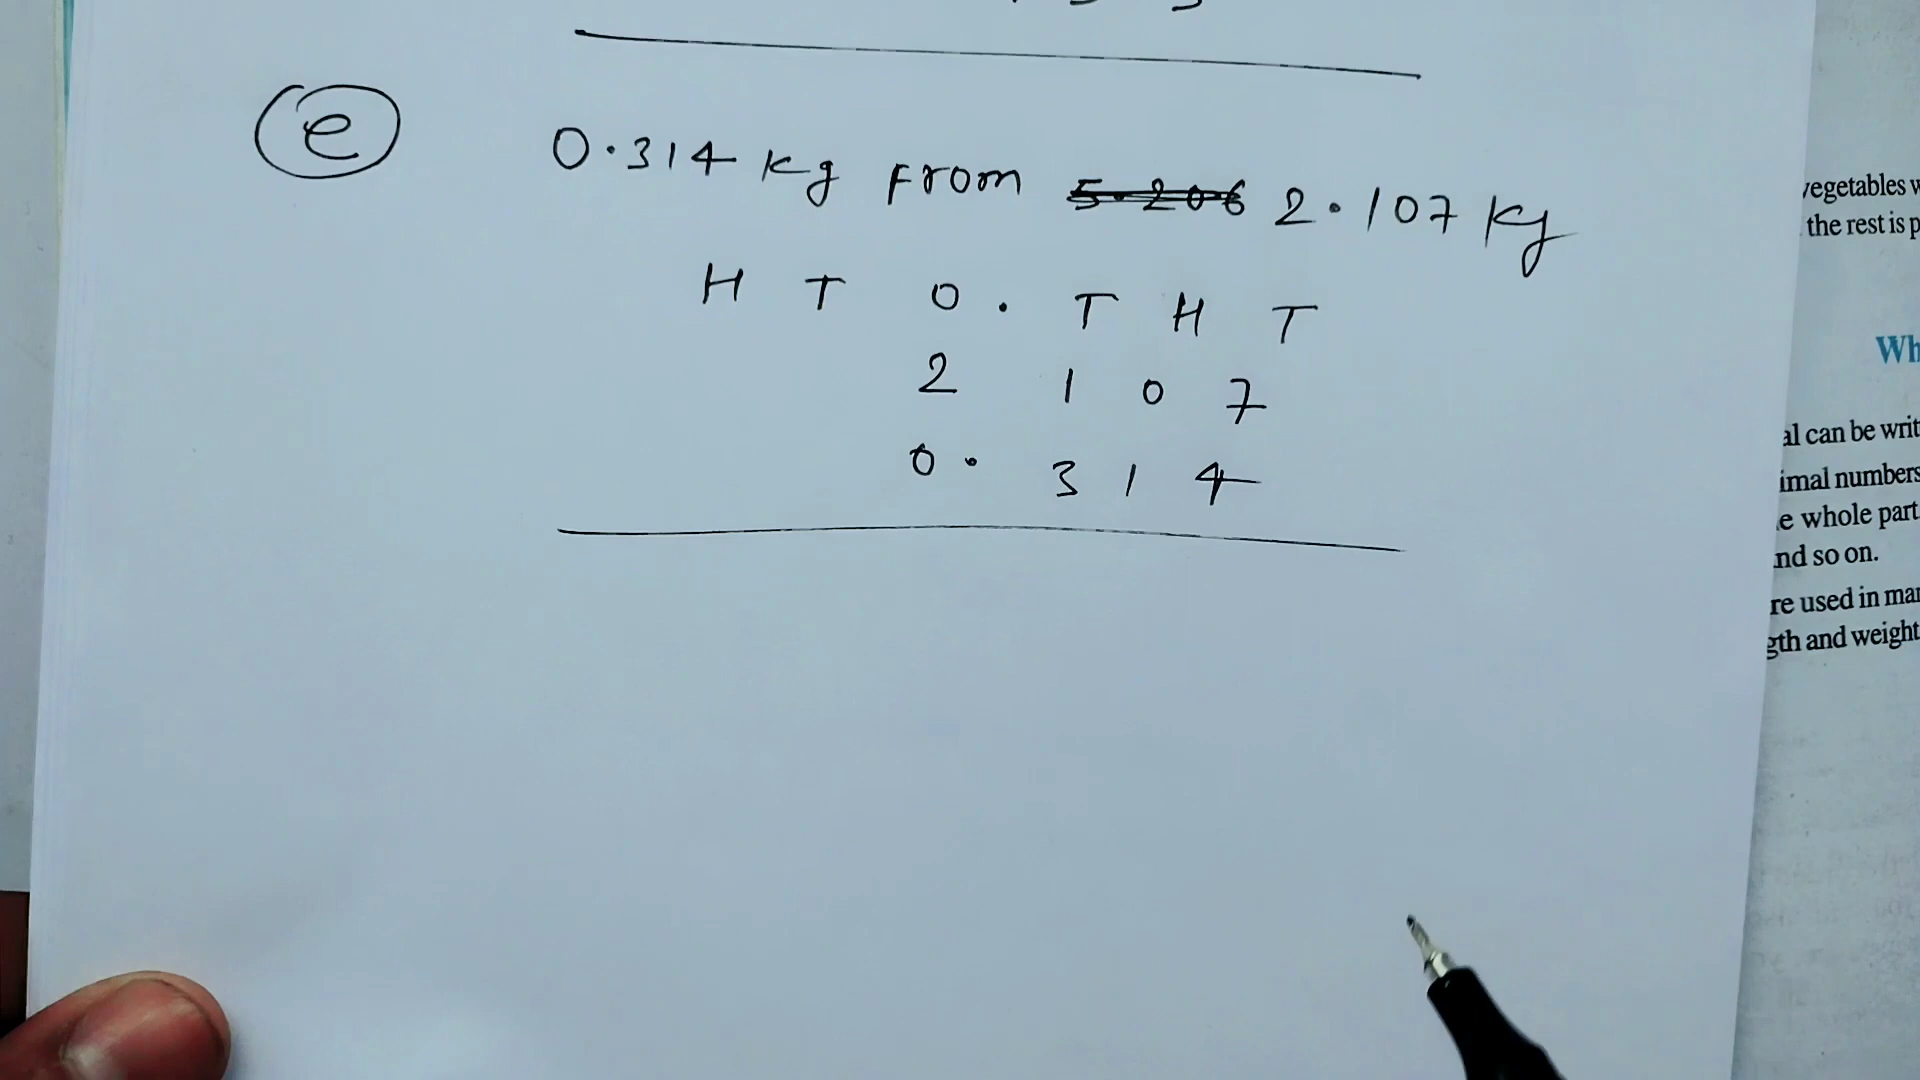 e
0.314 kg from 5.206 2.107 kg
H T O . T H T
2 1 0 7
0. 3 1 4
the rest is
Wh
al can be writ
imal numbers
e whole part
nd so on.
re used in mar
gth and weight